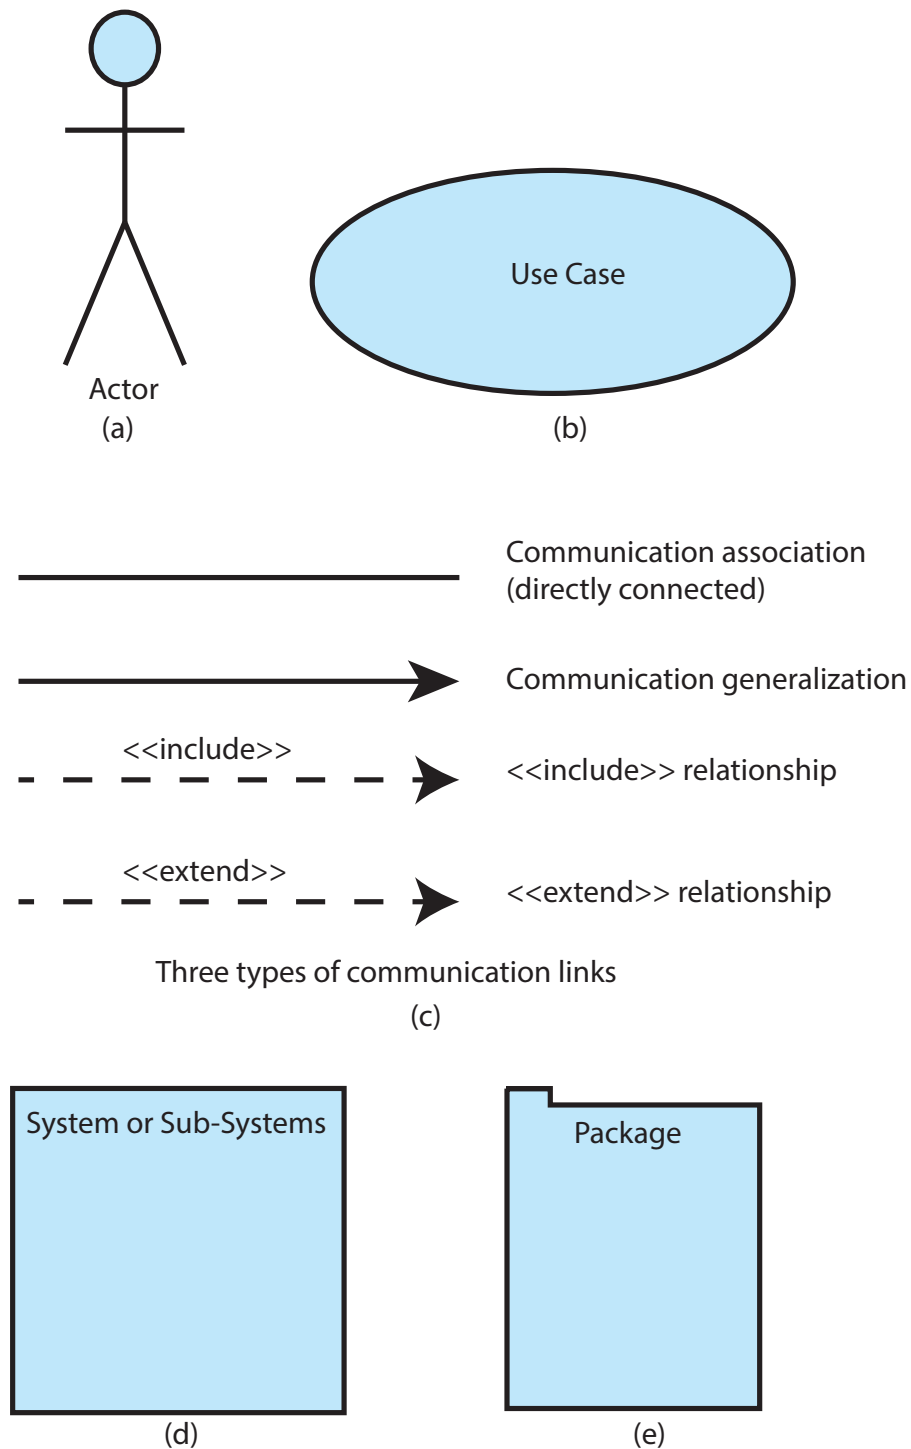 Actor
(a)
Use Case
(b)
Communication association
(directly connected)
Communication generalization
<<include>>
<<include>> relationship
<<extend>>
<<extend>> relationship
Three types of communication links
(c)
System or Sub-Systems
(d)
Package
(e)